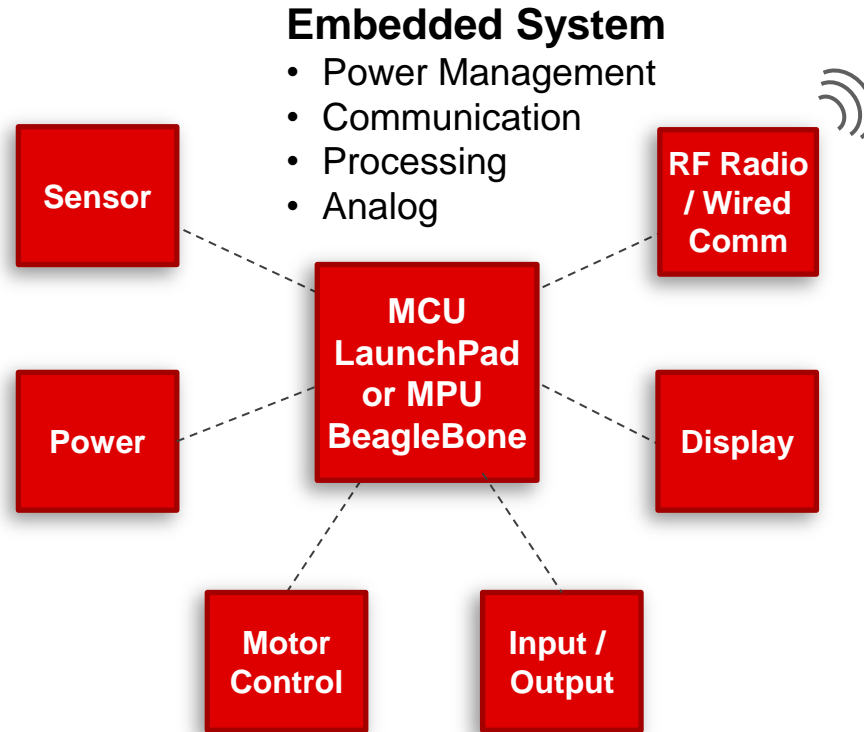 Embedded System
• Power Management
• Communication
• Processing
• Analog
Sensor
RF Radio
/ Wired
Comm
MCU
LaunchPad
or MPU
BeagleBone
Power
Display
Motor
Control
Input /
Output